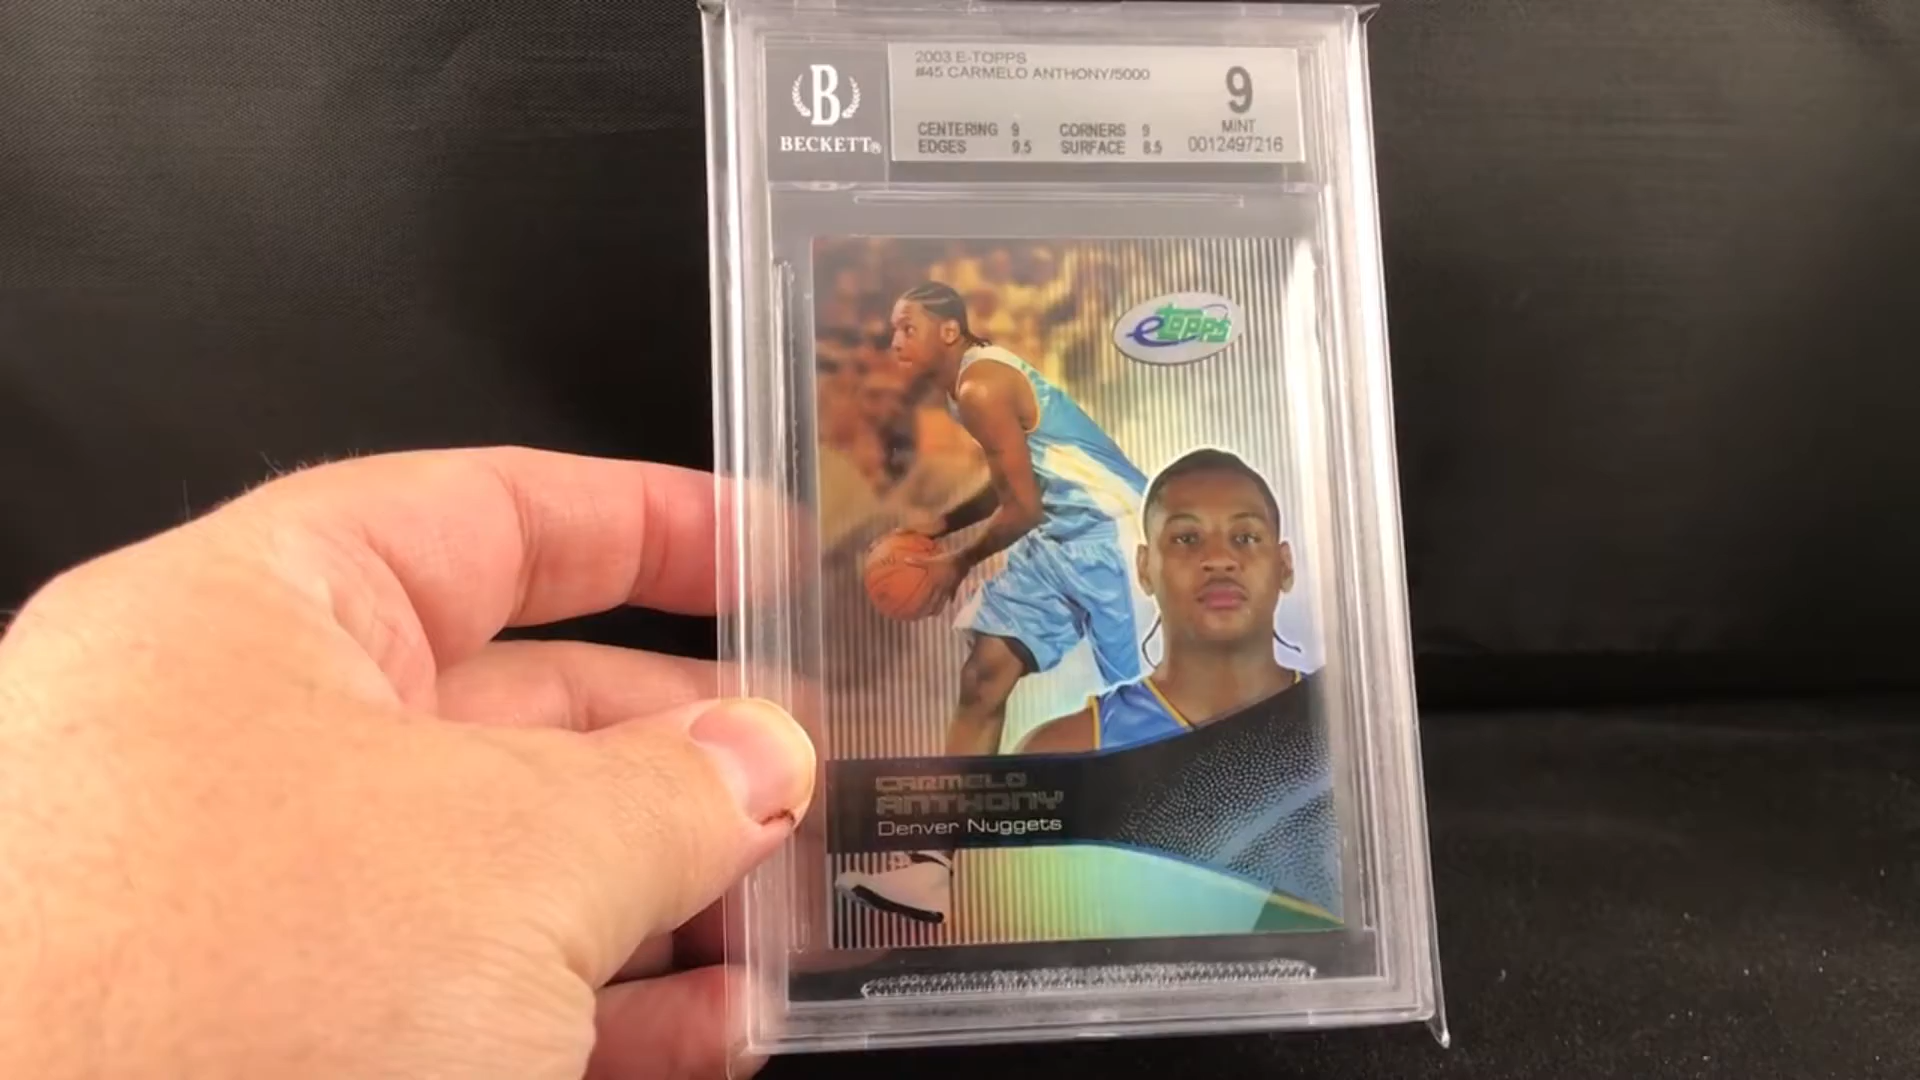 2003 E-TOPPS
#45 CARMELO ANTHONY/5000
9
MINT
0012497216
CENTERING 9 CORNERS 9
EDGES 9.5 SURFACE 8.5
B
BECKETT®
etopps
CARMELO
ANTHONY
Denver Nuggets